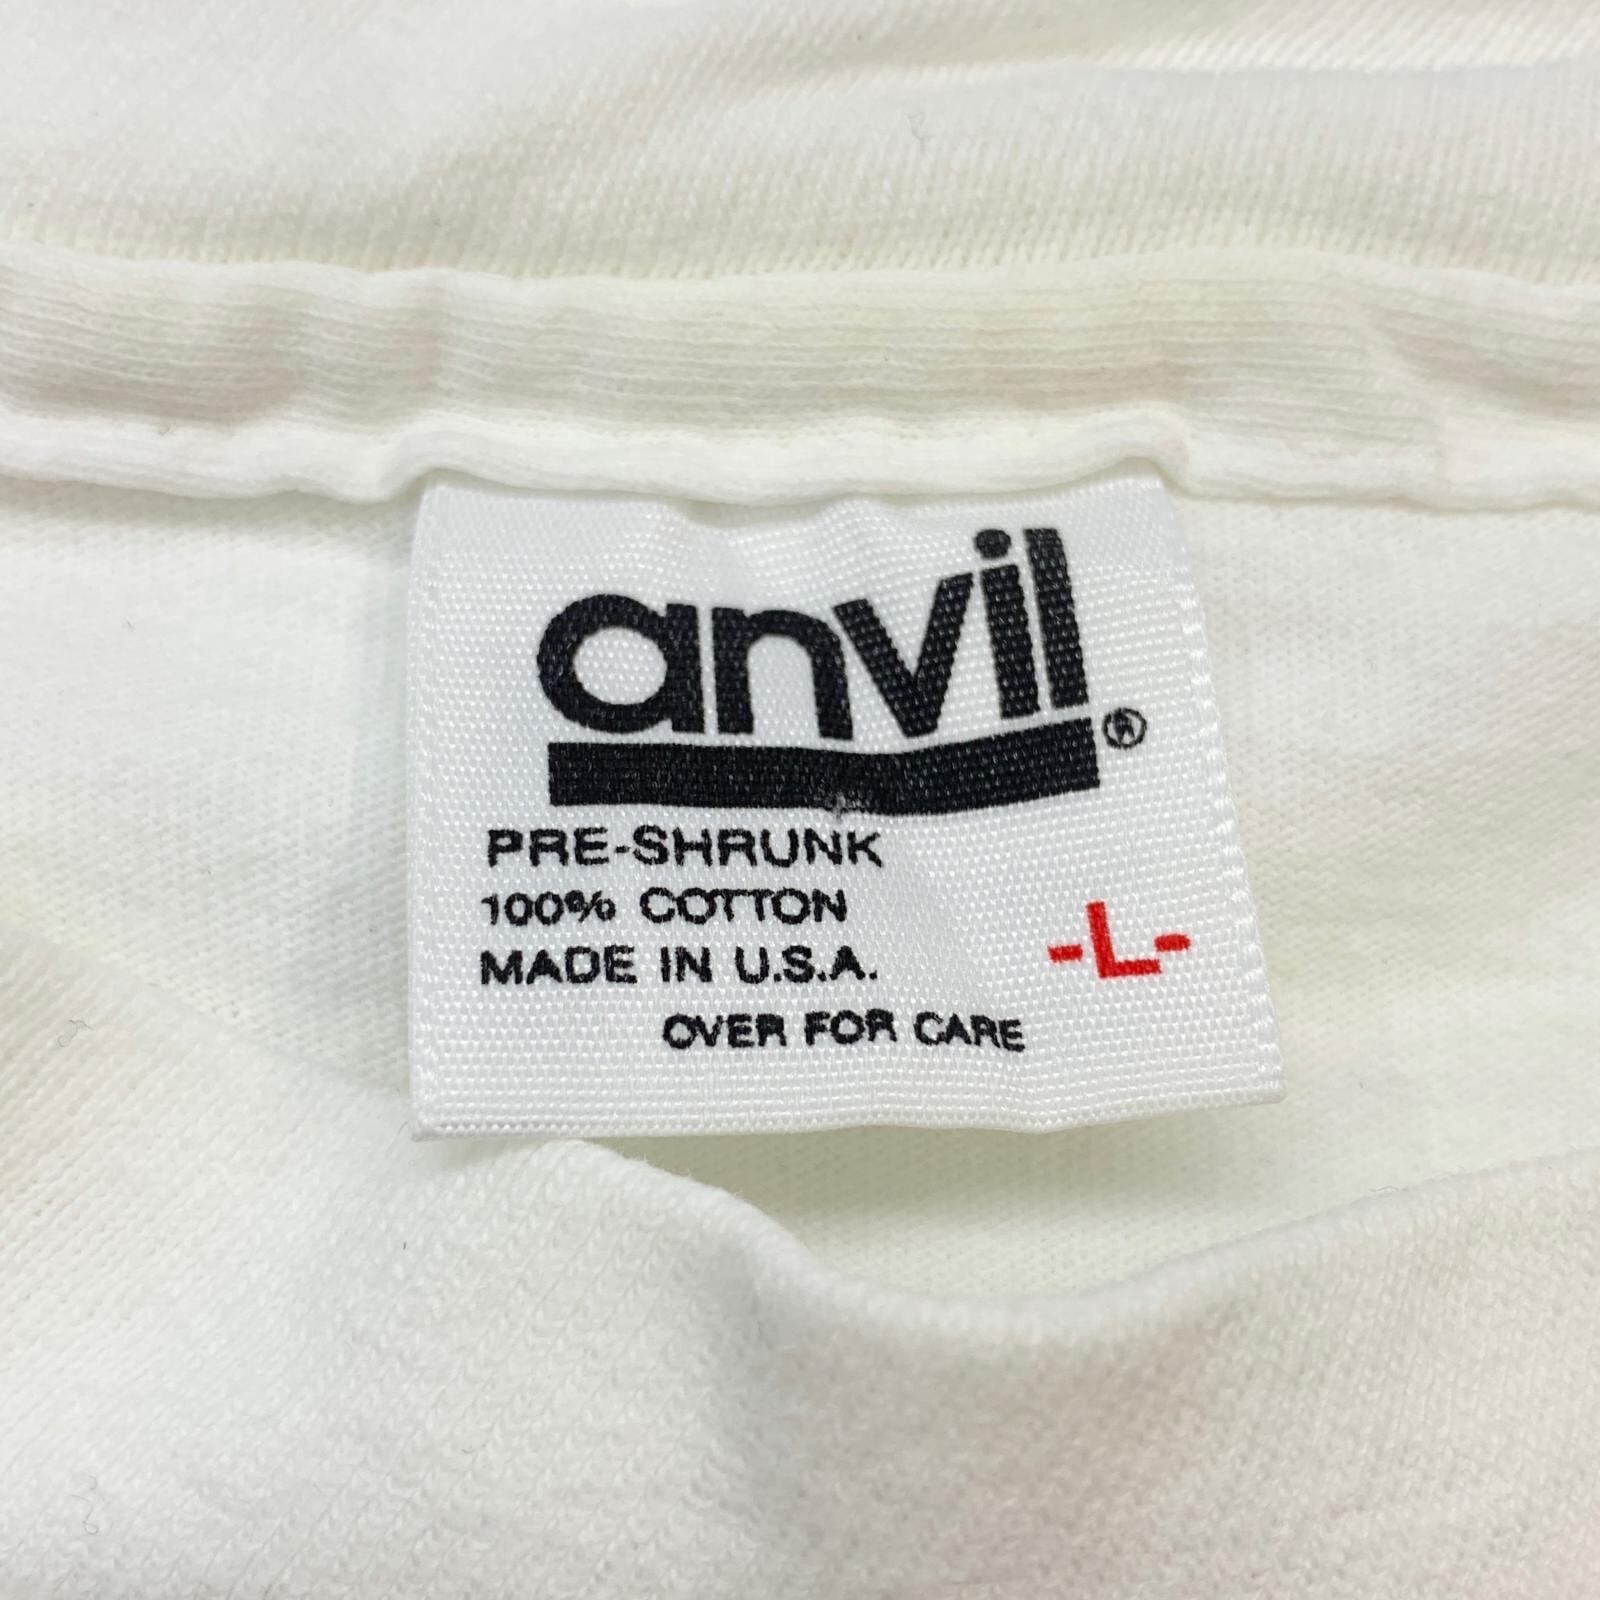 anvil®
PRE-SHRUNK
100% COTTON
MADE IN U.S.A.
-L-
OVER FOR CARE